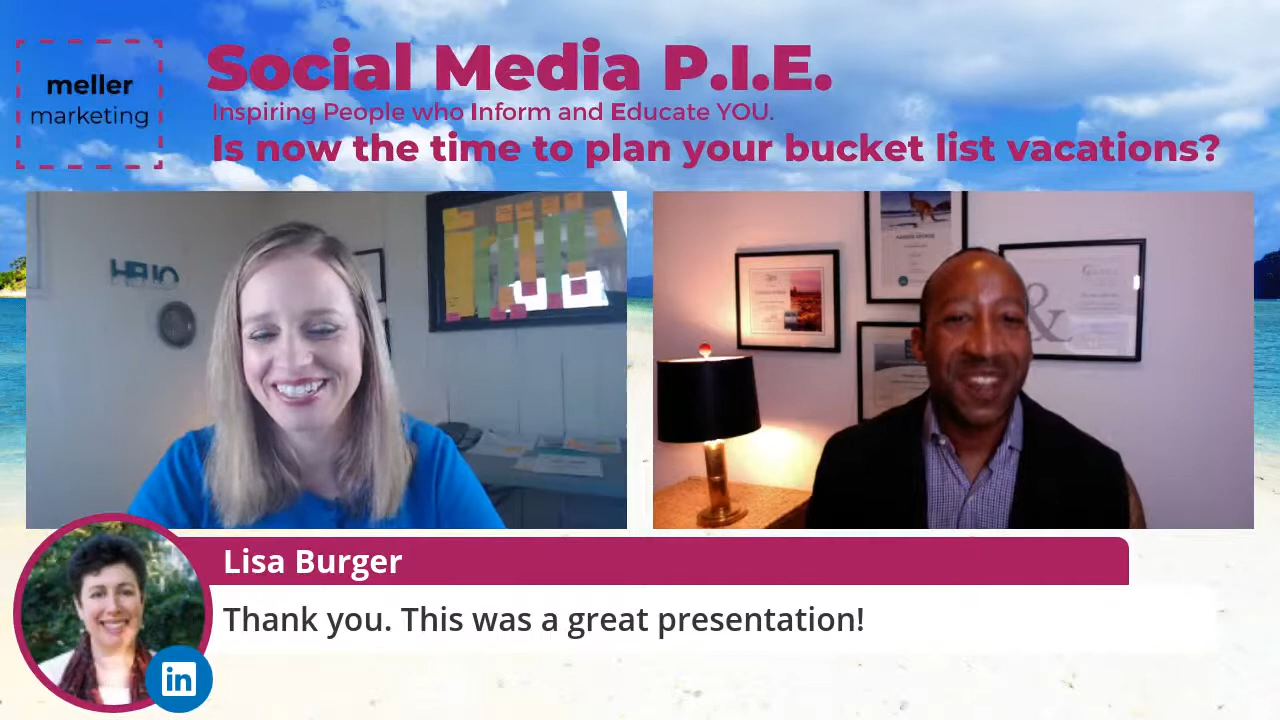 meller
marketing
Social Media P.I.E.
Inspiring People who Inform and Educate YOU.
Is now the time to plan your bucket list vacations?
HELLO
&
Lisa Burger
Thank you. This was a great presentation!
in